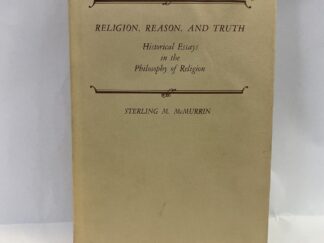 RELIGION, REASON, AND TRUTH
Historical Essays
in the
Philosophy of Religion
STERLING M. McMURRIN